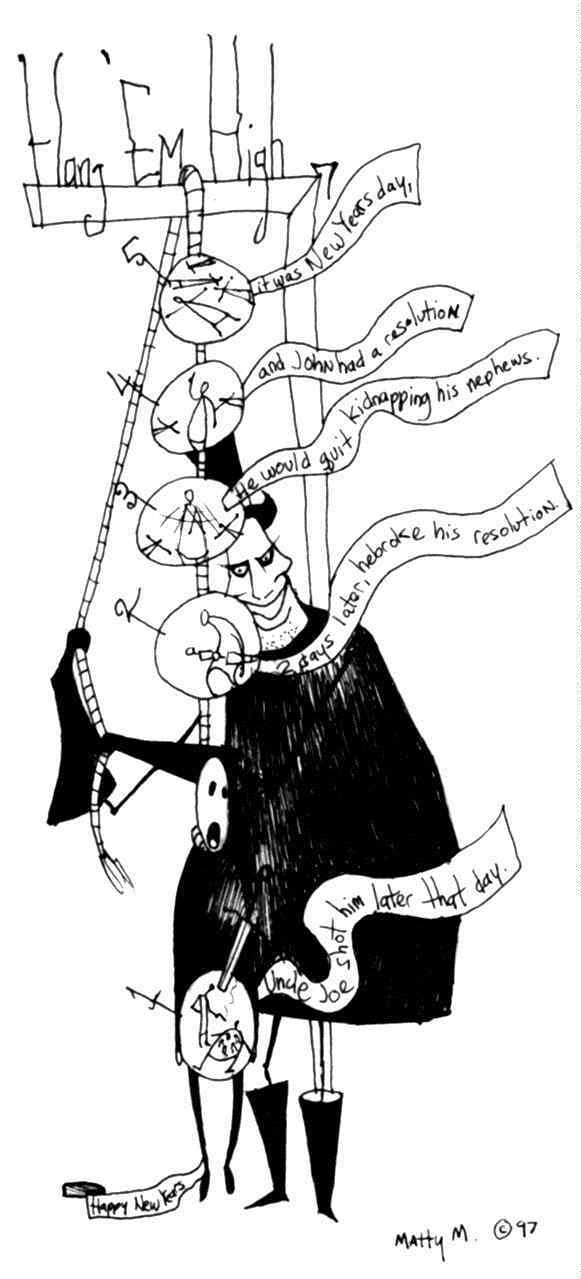 Hang 'EM High
5
it was New Years day,
4
and John had a resolution
3
He would quit kidnapping his nephews.
2
2 days later, he broke his resolution.
1
Uncle Joe shot him later that day.
Happy New Years
Matty M. © 97